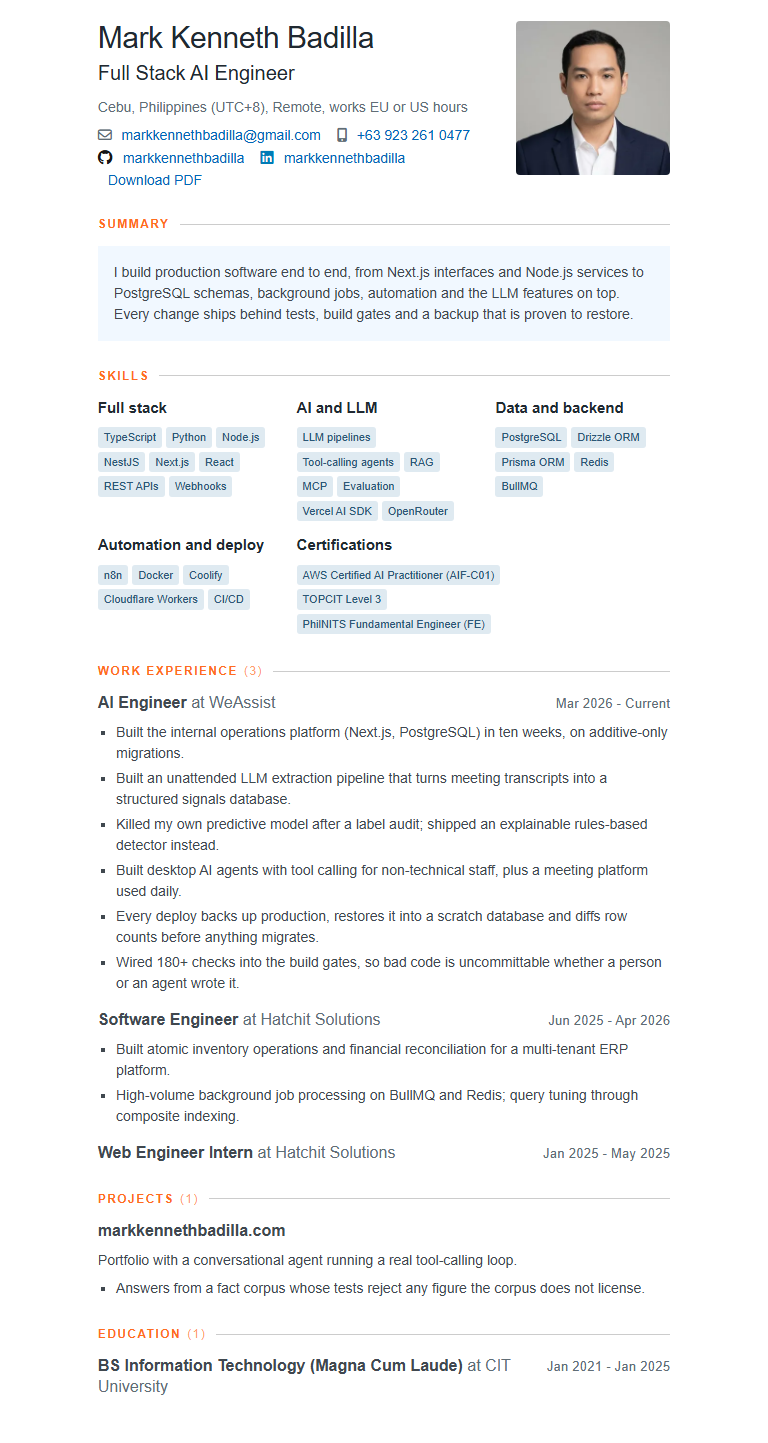 Mark Kenneth Badilla
Full Stack AI Engineer
Cebu, Philippines (UTC+8), Remote, works EU or US hours
markkennethbadilla@gmail.com +63 923 261 0477
markkennethbadilla markkennethbadilla
Download PDF
SUMMARY
I build production software end to end, from Next.js interfaces and Node.js services to
PostgreSQL schemas, background jobs, automation and the LLM features on top.
Every change ships behind tests, build gates and a backup that is proven to restore.
SKILLS
Full stack
TypeScript Python Node.js
NestJS Next.js React
REST APIs Webhooks
AI and LLM
LLM pipelines
Tool-calling agents RAG
MCP Evaluation
Vercel AI SDK OpenRouter
Data and backend
PostgreSQL Drizzle ORM
Prisma ORM Redis
BullMQ
Automation and deploy
n8n Docker Coolify
Cloudflare Workers CI/CD
Certifications
AWS Certified AI Practitioner (AIF-C01)
TOPCIT Level 3
PhilNITS Fundamental Engineer (FE)
WORK EXPERIENCE (3)
AI Engineer at WeAssist Mar 2026 - Current
▪ Built the internal operations platform (Next.js, PostgreSQL) in ten weeks, on additive-only
migrations.
▪ Built an unattended LLM extraction pipeline that turns meeting transcripts into a
structured signals database.
▪ Killed my own predictive model after a label audit; shipped an explainable rules-based
detector instead.
▪ Built desktop AI agents with tool calling for non-technical staff, plus a meeting platform
used daily.
▪ Every deploy backs up production, restores it into a scratch database and diffs row
counts before anything migrates.
▪ Wired 180+ checks into the build gates, so bad code is uncommittable whether a person
or an agent wrote it.
Software Engineer at Hatchit Solutions Jun 2025 - Apr 2026
▪ Built atomic inventory operations and financial reconciliation for a multi-tenant ERP
platform.
▪ High-volume background job processing on BullMQ and Redis; query tuning through
composite indexing.
Web Engineer Intern at Hatchit Solutions Jan 2025 - May 2025
PROJECTS (1)
markkennethbadilla.com
Portfolio with a conversational agent running a real tool-calling loop.
▪ Answers from a fact corpus whose tests reject any figure the corpus does not license.
EDUCATION (1)
BS Information Technology (Magna Cum Laude) at CIT Jan 2021 - Jan 2025
University